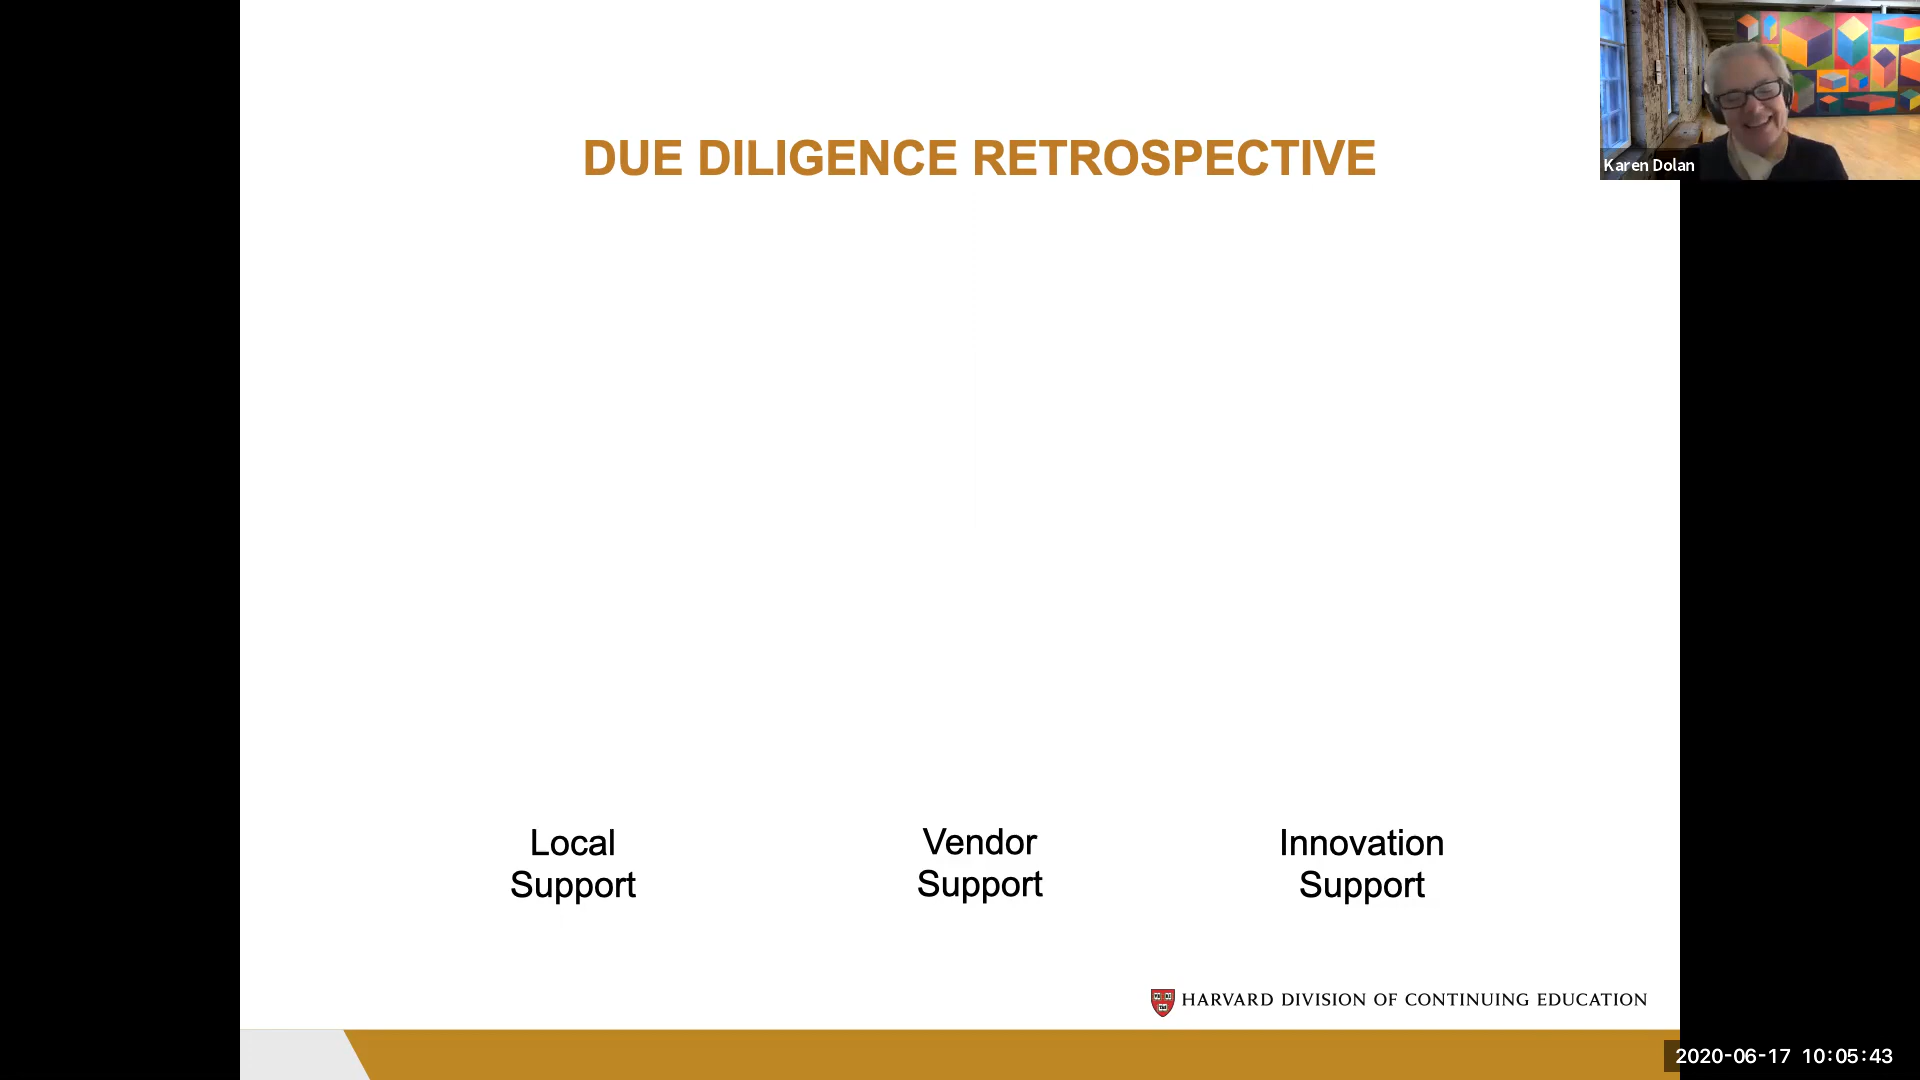 DUE DILIGENCE RETROSPECTIVE
Karen Dolan
Local
Support
Vendor
Support
Innovation
Support
HARVARD DIVISION OF CONTINUING EDUCATION
2020-06-17 10:05:43